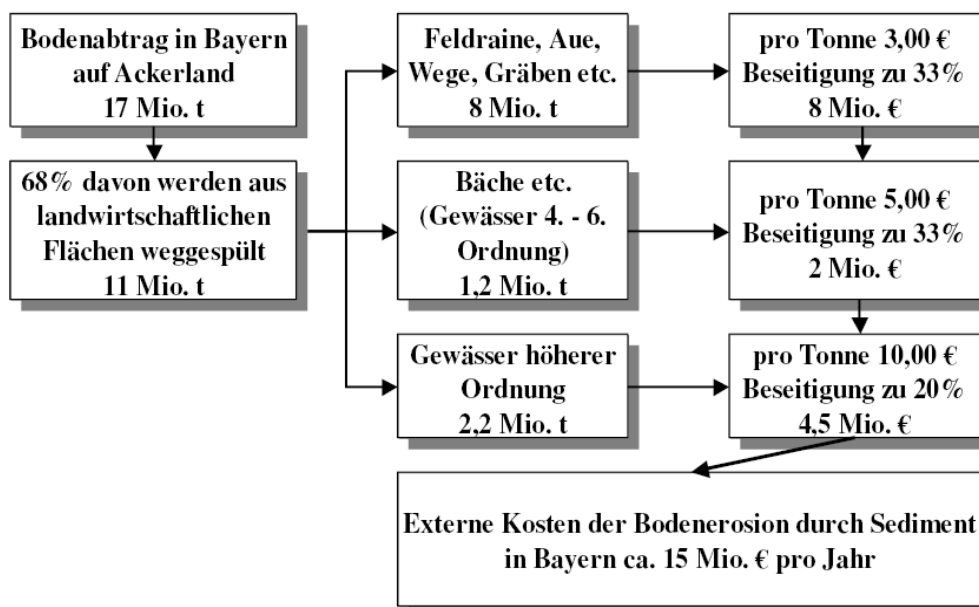 Bodenabtrag in Bayern
auf Ackerland
17 Mio. t
68% davon werden aus
landwirtschaftlichen
Flächen weggespült
11 Mio. t
Feldraine, Aue,
Wege, Gräben etc.
8 Mio. t
Bäche etc.
(Gewässer 4. - 6.
Ordnung)
1,2 Mio. t
Gewässer höherer
Ordnung
2,2 Mio. t
pro Tonne 3,00 €
Beseitigung zu 33%
8 Mio. €
pro Tonne 5,00 €
Beseitigung zu 33%
2 Mio. €
pro Tonne 10,00 €
Beseitigung zu 20%
4,5 Mio. €
Externe Kosten der Bodenerosion durch Sediment
in Bayern ca. 15 Mio. € pro Jahr